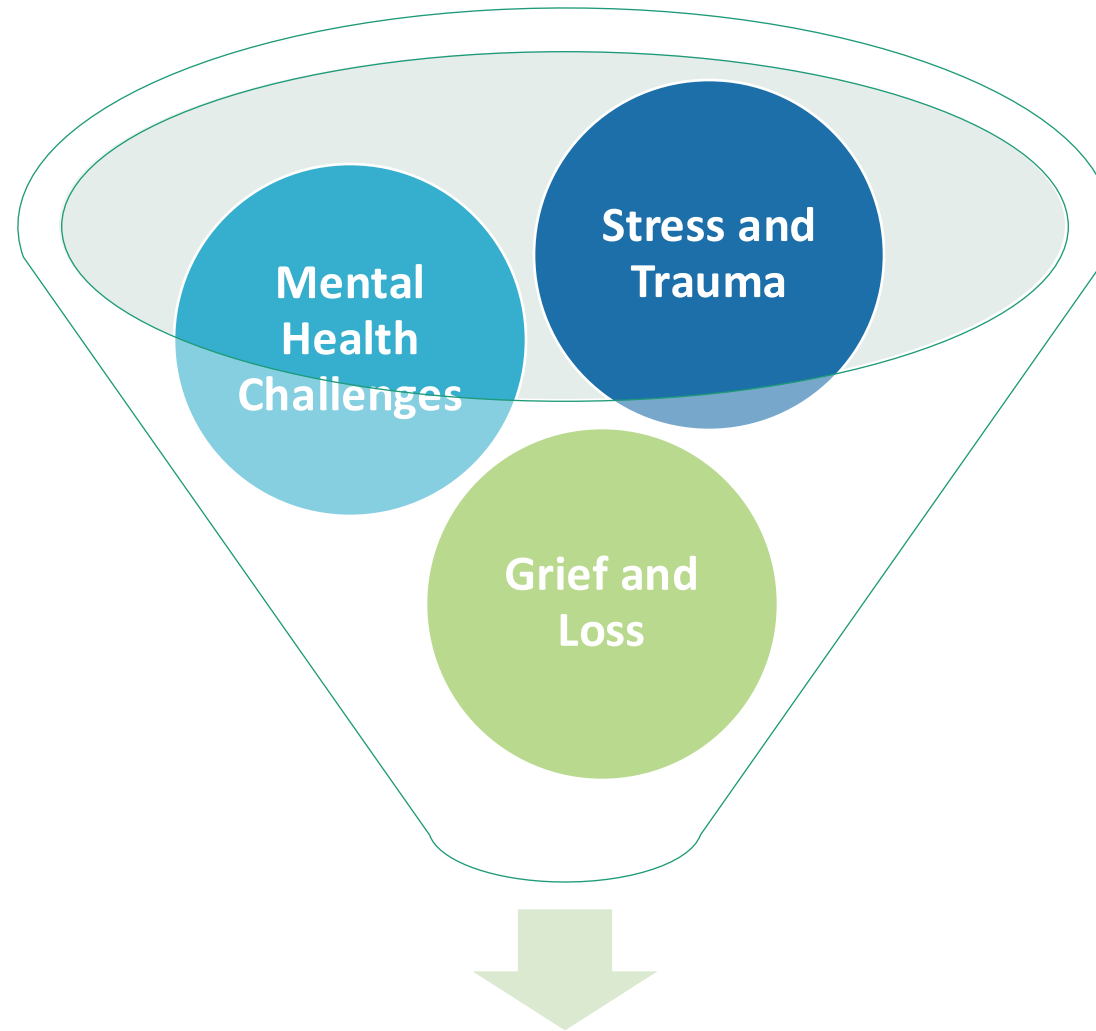 Stress and
Trauma
Mental
Health
Challenges
Grief and
Loss